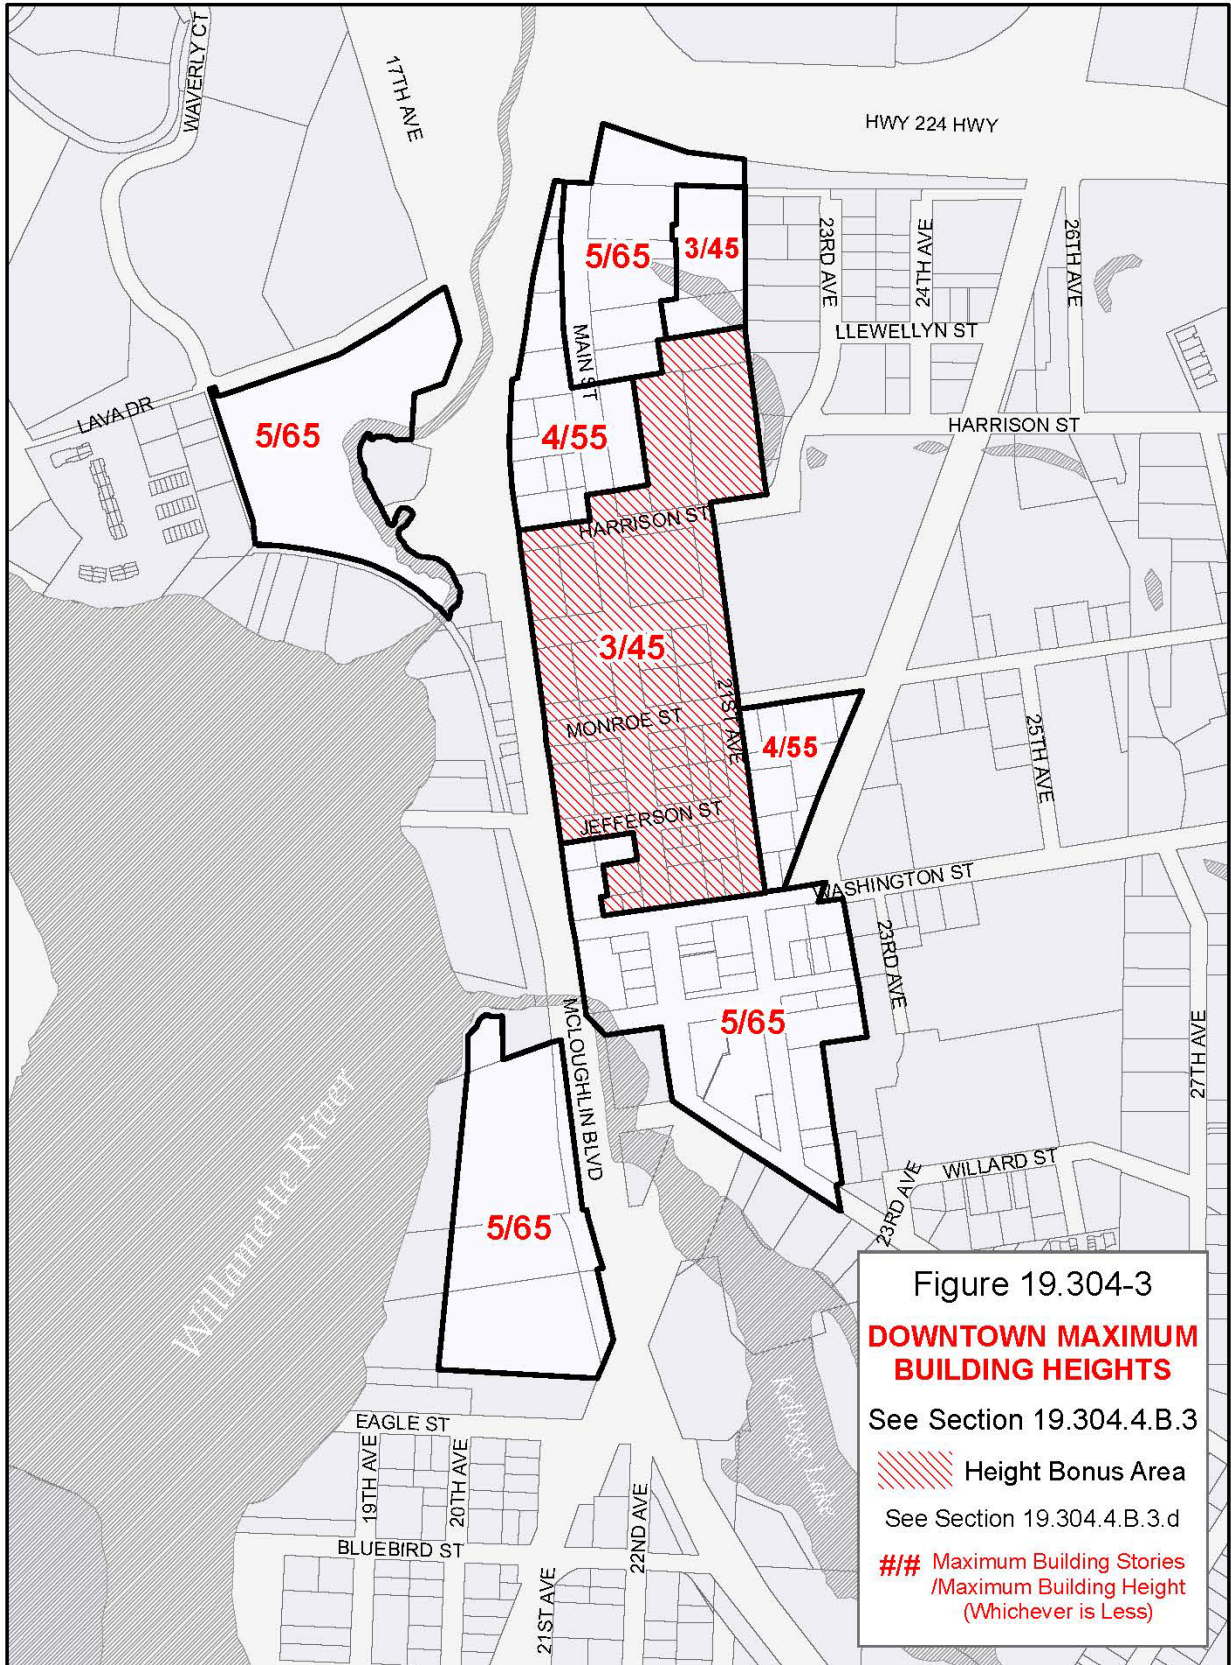 WAVERLY CT
17TH AVE
HWY 224 HWY
5/65
3/45
23RD AVE
24TH AVE
26TH AVE
MAIN ST
LLEWELLYN ST
LAVA DR
5/65
4/55
HARRISON ST
HARRISON ST
3/45
21ST AVE
MONROE ST
4/55
25TH AVE
JEFFERSON ST
WASHINGTON ST
23RD AVE
5/65
MCLOUGHLIN BLVD
27TH AVE
Willamette River
WILLARD ST
23RD AVE
5/65
Kellogg Lake
EAGLE ST
19TH AVE
20TH AVE
22ND AVE
BLUEBIRD ST
21ST AVE
Figure 19.304-3
DOWNTOWN MAXIMUM
BUILDING HEIGHTS
See Section 19.304.4.B.3
Height Bonus Area
See Section 19.304.4.B.3.d
#/# Maximum Building Stories
/Maximum Building Height
(Whichever is Less)